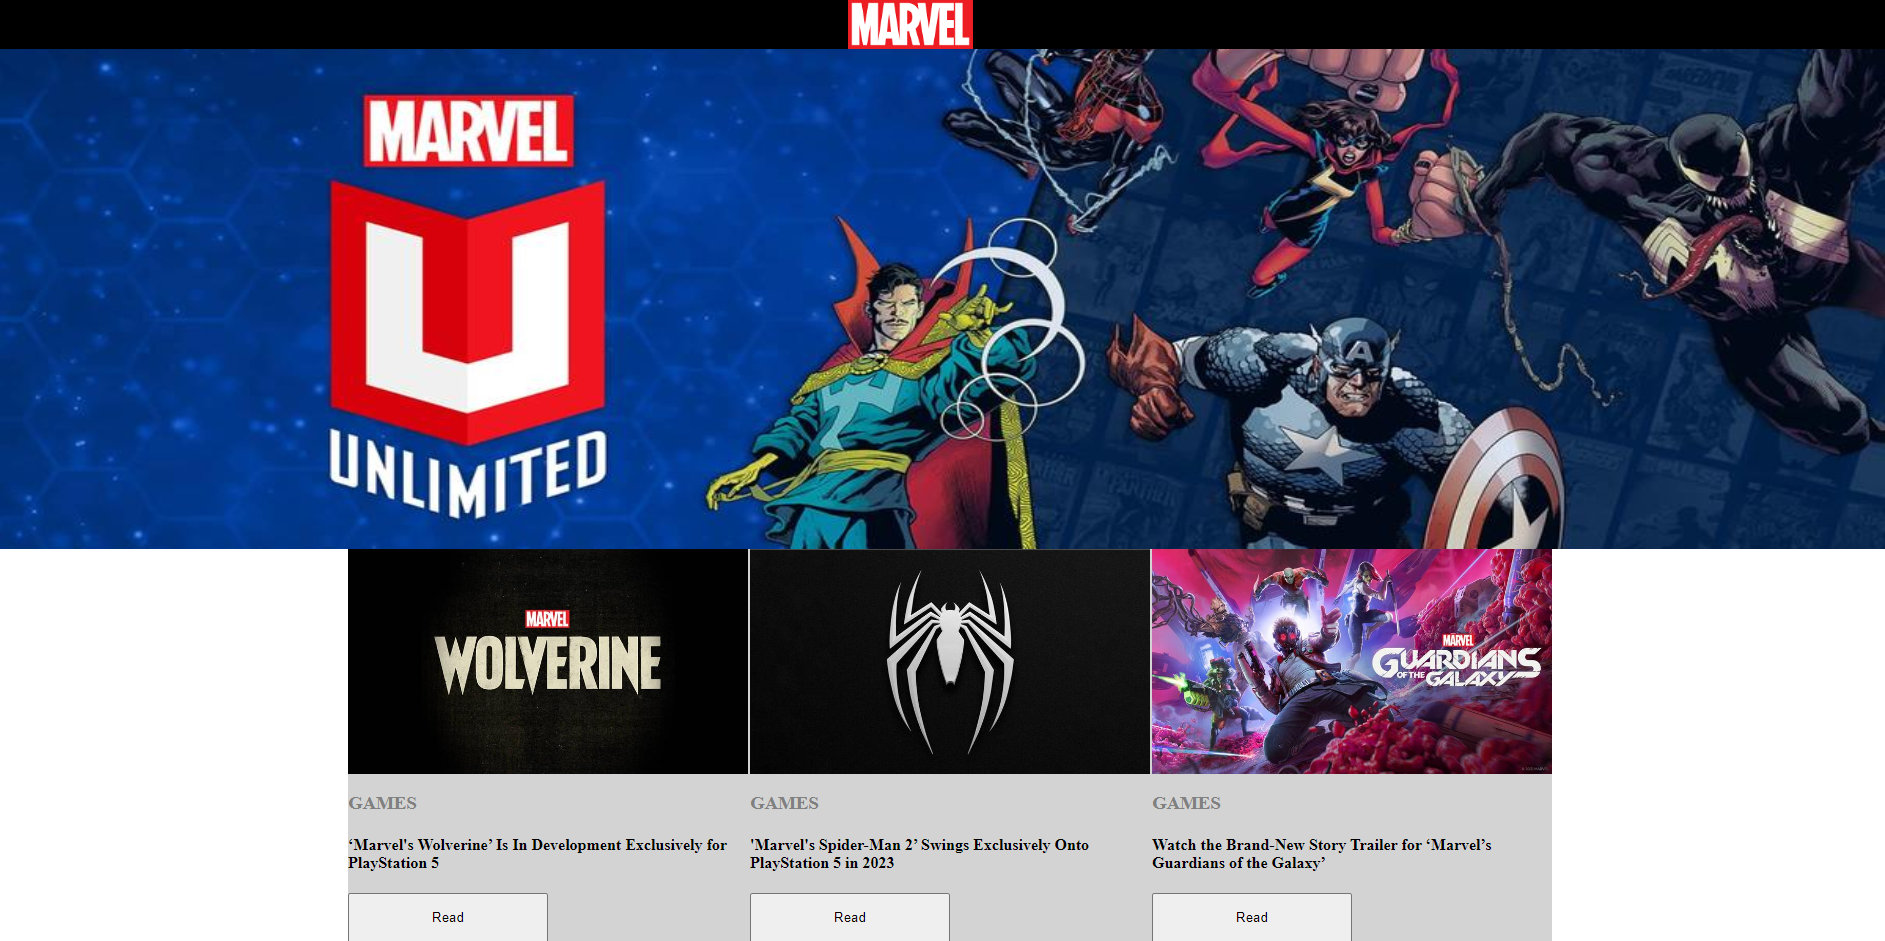 MARVEL
MARVEL
UNLIMITED
MARVEL
WOLVERINE
MARVEL
GUARDIANS
OF THE
GALAXY
GAMES
‘Marvel's Wolverine’ Is In Development Exclusively for
PlayStation 5
Read
GAMES
'Marvel's Spider-Man 2’ Swings Exclusively Onto
PlayStation 5 in 2023
Read
GAMES
Watch the Brand-New Story Trailer for ‘Marvel’s
Guardians of the Galaxy’
Read